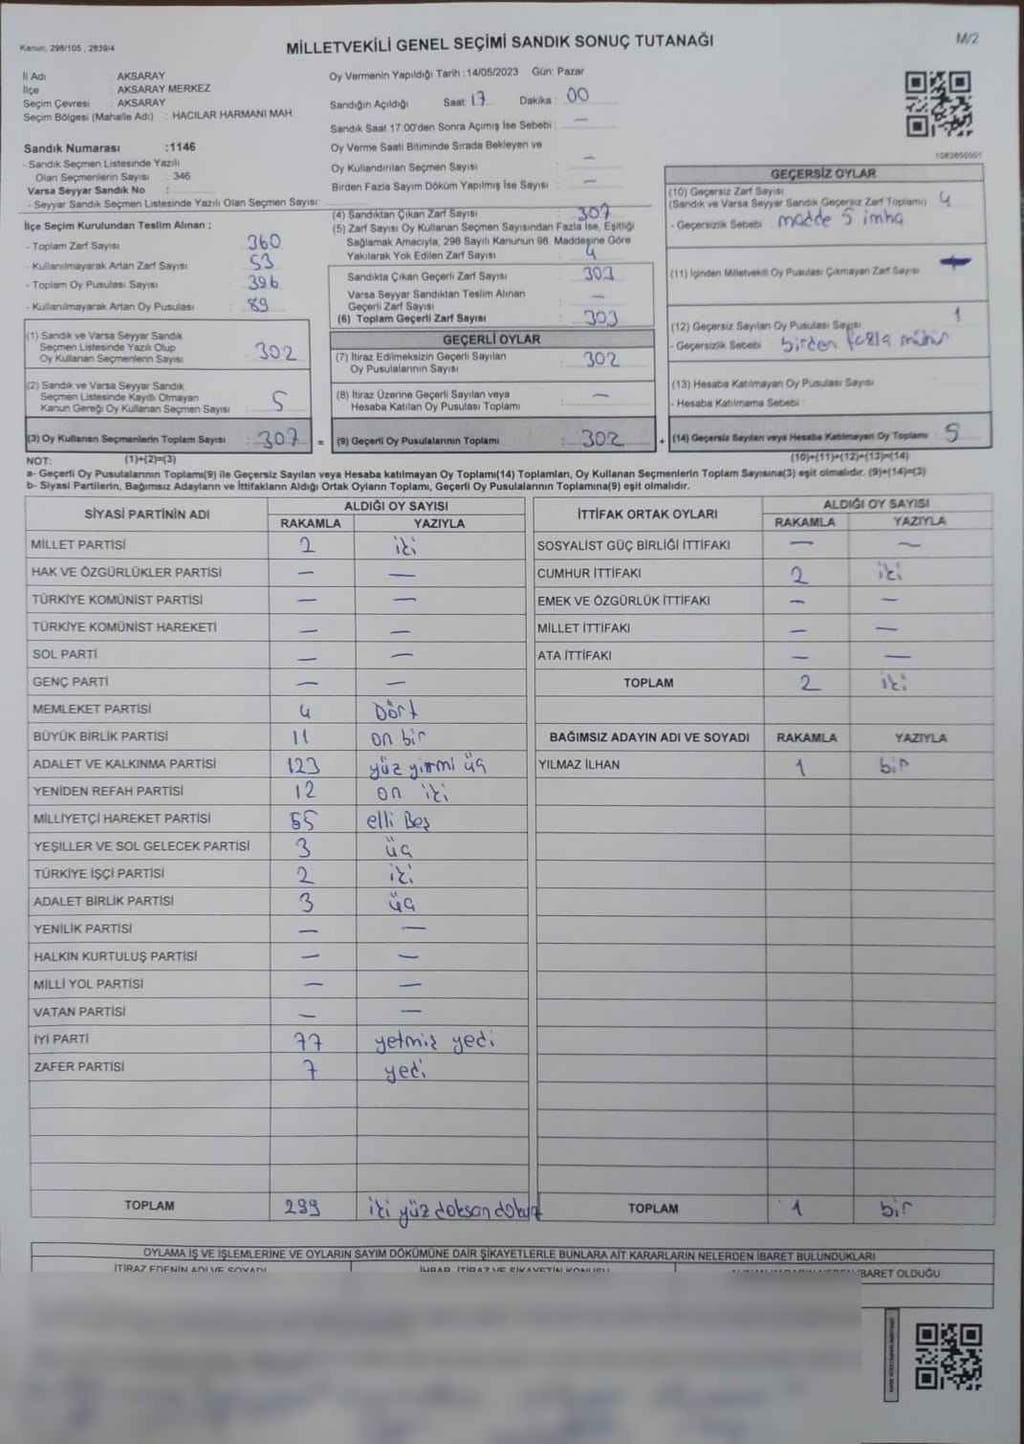 Kanun, 298/105 , 2839/4
MİLLETVEKİLİ GENEL SEÇİMİ SANDIK SONUÇ TUTANAĞI
M/2
İl Adı AKSARAY
İlçe AKSARAY MERKEZ
Seçim Çevresi : AKSARAY
Seçim Bölgesi (Mahalle Adı) : HACILAR HARMANI MAH.
Sandık Numarası :1146
- Sandık Seçmen Listesinde Yazılı
Olan Seçmenlerin Sayısı : 346
Varsa Seyyar Sandık No :
- Seyyar Sandık Seçmen Listesinde Yazılı Olan Seçmen Sayısı:
Oy Vermenin Yapıldığı Tarih :14/05/2023 Gün: Pazar
Sandığın Açıldığı Saat: 17 Dakika : 00
Sandık Saat 17:00'den Sonra Açımış İse Sebebi : —
Oy Verme Saati Bitiminde Sırada Bekleyen ve
Oy Kullandırılan Seçmen Sayısı : —
Birden Fazla Sayım Döküm Yapılmış İse Sayısı : —
İlçe Seçim Kurulundan Teslim Alınan :
- Toplam Zarf Sayısı : 360
- Kullanılmayarak Artan Zarf Sayısı : 53
- Toplam Oy Pusulası Sayısı : 396
- Kullanılmayarak Artan Oy Pusulası : 89
(1) Sandık ve Varsa Seyyar Sandık
Seçmen Listesinde Yazılı Olup
Oy Kullanan Seçmenlerin Sayısı : 302
(2) Sandık ve Varsa Seyyar Sandık
Seçmen Listesinde Kayıtlı Olmayan
Kanun Gereği Oy Kullanan Seçmen Sayısı : 5
(3) Oy Kullanan Seçmenlerin Toplam Sayısı : 307 =
(4) Sandıktan Çıkan Zarf Sayısı : 307
(5) Zarf Sayısı Oy Kullanan Seçmen Sayısından Fazla İse, Eşitliği
Sağlamak Amacıyla, 298 Sayılı Kanunun 98. Maddesine Göre
Yakılarak Yok Edilen Zarf Sayısı : 4
Sandıkta Çıkan Geçerli Zarf Sayısı : 303
Varsa Seyyar Sandıktan Teslim Alınan
Geçerli Zarf Sayısı : —
(6) Toplam Geçerli Zarf Sayısı : 303
GEÇERLİ OYLAR
(7) İtiraz Edilmeksizin Geçerli Sayılan
Oy Pusulalarının Sayısı : 302
(8) İtiraz Üzerine Geçerli Sayılan veya
Hesaba Katılan Oy Pusulası Toplamı : —
(9) Geçerli Oy Pusulalarının Toplamı : 302 +
1082650001
GEÇERSİZ OYLAR
(10) Geçersiz Zarf Sayısı
(Sandık ve Varsa Seyyar Sandık Geçersiz Zarf Toplamı) : 4
- Geçersizlik Sebebi : madde 5 imha
(11) İçinden Milletvekili Oy Pusulası Çıkmayan Zarf Sayısı :
(12) Geçersiz Sayılan Oy Pusulası Sayısı : 1
- Geçersizlik Sebebi : birden fazla mühür
(13) Hesaba Katılmayan Oy Pusulası Sayısı :
- Hesaba Katılmama Sebebi :
(14) Geçersiz Sayılan veya Hesaba Katılmayan Oy Toplamı : 5
NOT: (1)+(2)=(3)
(10)+(11)+(12)+(13)=(14)
a- Geçerli Oy Pusulalarının Toplamı(9) ile Geçersiz Sayılan veya Hesaba katılmayan Oy Toplamı(14) Toplamları, Oy Kullanan Seçmenlerin Toplam Sayısına(3) eşit olmalıdır. (9)+(14)=(3)
b- Siyasi Partilerin, Bağımsız Adayların ve İttifakların Aldığı Ortak Oyların Toplamı, Geçerli Oy Pusulalarının Toplamına(9) eşit olmalıdır.
SİYASİ PARTİNİN ADI ALDIĞI OY SAYISI
RAKAMLA YAZIYLA
MİLLET PARTİSİ 2 iki
HAK VE ÖZGÜRLÜKLER PARTİSİ — —
TÜRKİYE KOMÜNİST PARTİSİ — —
TÜRKİYE KOMÜNİST HAREKETİ — —
SOL PARTİ — —
GENÇ PARTİ — —
MEMLEKET PARTİSİ 4 Dört
BÜYÜK BİRLİK PARTİSİ 11 on bir
ADALET VE KALKINMA PARTİSİ 123 yüz yirmi üç
YENİDEN REFAH PARTİSİ 12 on iki
MİLLİYETÇİ HAREKET PARTİSİ 55 elli Beş
YEŞİLLER VE SOL GELECEK PARTİSİ 3 üç
TÜRKİYE İŞÇİ PARTİSİ 2 iki
ADALET BİRLİK PARTİSİ 3 üç
YENİLİK PARTİSİ — —
HALKIN KURTULUŞ PARTİSİ — —
MİLLİ YOL PARTİSİ — —
VATAN PARTİSİ — —
İYİ PARTİ 77 yetmiş yedi
ZAFER PARTİSİ 7 yedi
TOPLAM 299 iki yüz doksan dokuz
İTTİFAK ORTAK OYLARI ALDIĞI OY SAYISI
RAKAMLA YAZIYLA
SOSYALİST GÜÇ BİRLİĞİ İTTİFAKI — —
CUMHUR İTTİFAKI 2 iki
EMEK VE ÖZGÜRLÜK İTTİFAKI — —
MİLLET İTTİFAKI — —
ATA İTTİFAKI — —
TOPLAM 2 iki
BAĞIMSIZ ADAYIN ADI VE SOYADI RAKAMLA YAZIYLA
YILMAZ İLHAN 1 bir
TOPLAM 1 bir
OYLAMA İŞ VE İŞLEMLERİNE VE OYLARIN SAYIM DÖKÜMÜNE DAİR ŞİKAYETLERLE BUNLARA AİT KARARLARIN NELERDEN İBARET BULUNDUKLARI
İTİRAZ EDENİN ADI VE SOYADI İHBAR, İTİRAZ VE ŞİKAYETİN KONUSU İBARET OLDUĞU